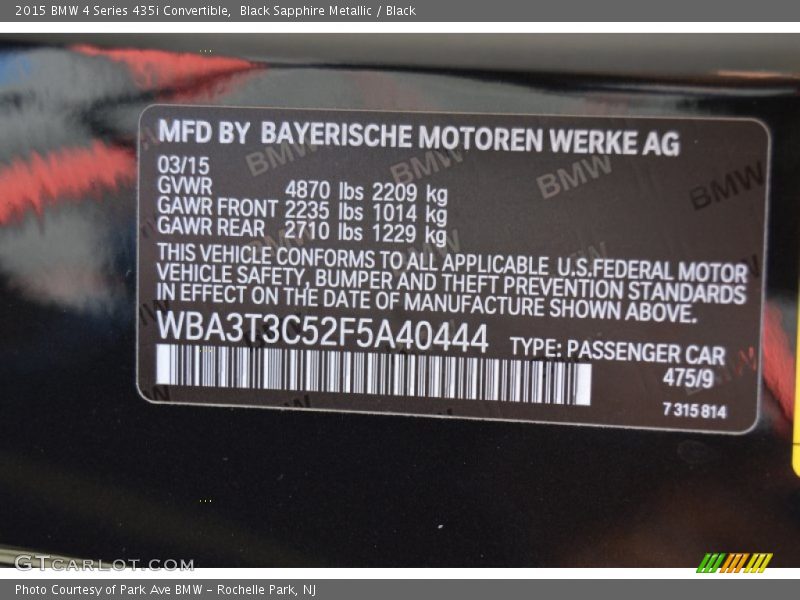 2015 BMW 4 Series 435i Convertible,  Black Sapphire Metallic / Black
MFD BY BAYERISCHE MOTOREN WERKE AG
03/15
GVWR 4870 lbs 2209 kg
GAWR FRONT 2235 lbs 1014 kg
GAWR REAR 2710 lbs 1229 kg
THIS VEHICLE CONFORMS TO ALL APPLICABLE U.S.FEDERAL MOTOR
VEHICLE SAFETY, BUMPER AND THEFT PREVENTION STANDARDS
IN EFFECT ON THE DATE OF MANUFACTURE SHOWN ABOVE.
WBA3T3C52F5A40444 TYPE: PASSENGER CAR
475/9
7 315 814
GTCARLOT.COM
Photo Courtesy of Park Ave BMW - Rochelle Park, NJ